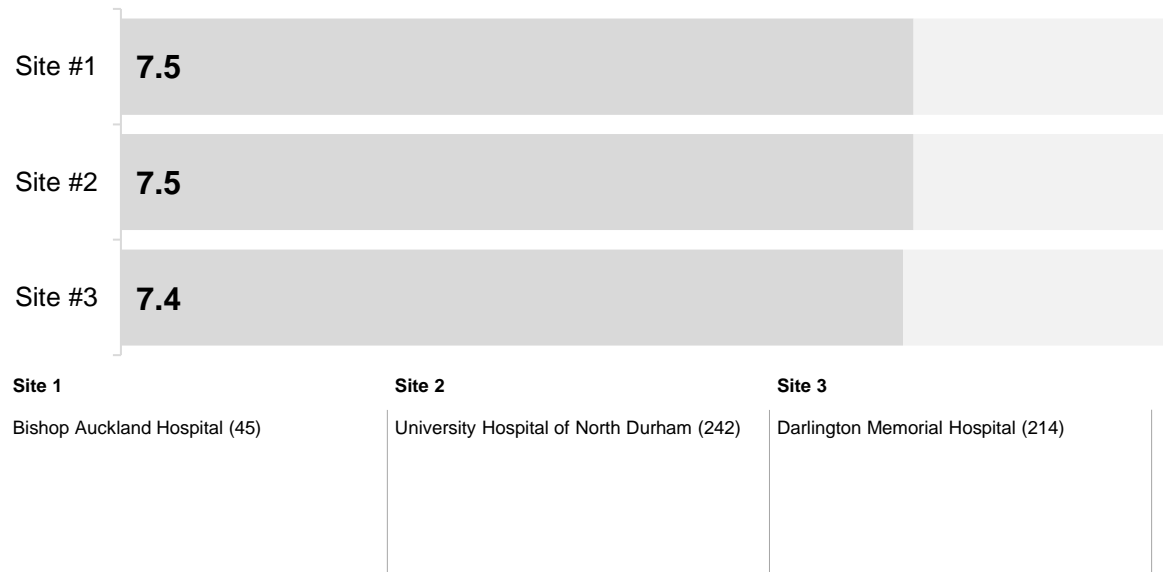 Site #1 7.5
Site #2 7.5
Site #3 7.4
Site 1 Site 2 Site 3
Bishop Auckland Hospital (45) University Hospital of North Durham (242) Darlington Memorial Hospital (214)